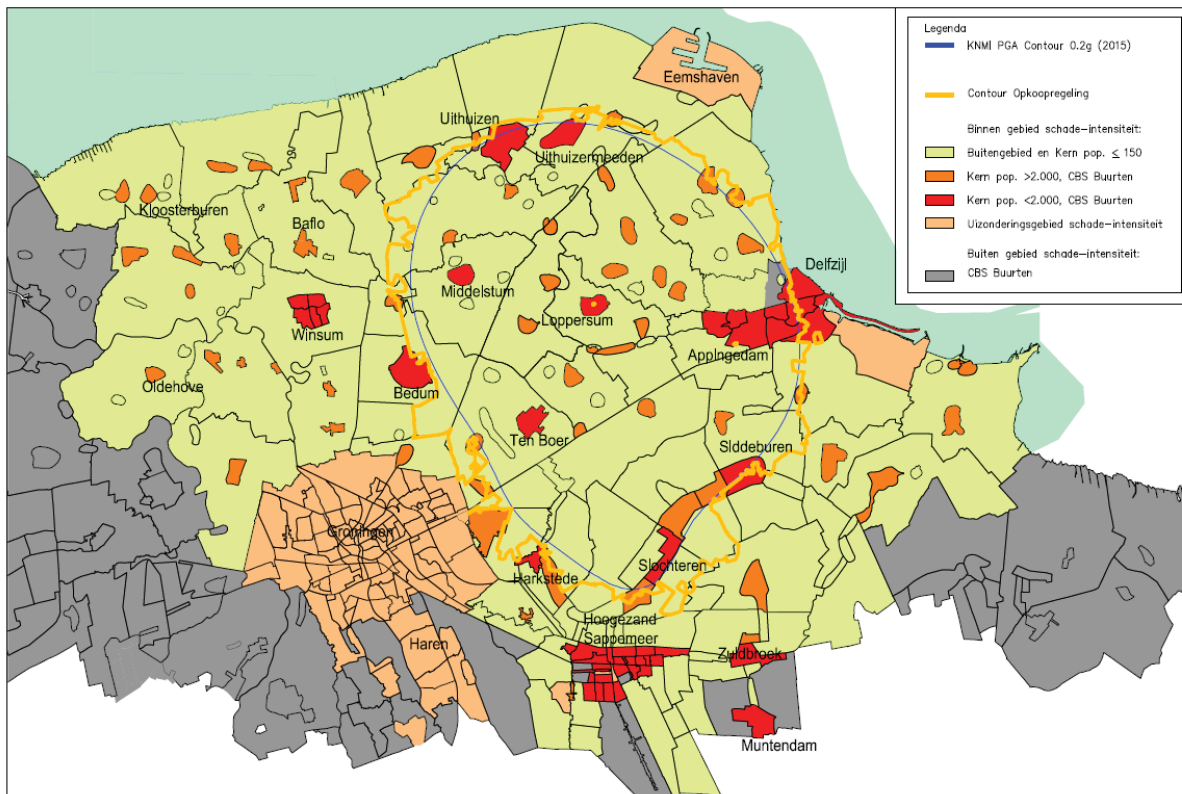 Legenda
KNMI PGA Contour 0.2g (2015)
Contour Opkoopregeling
Binnen gebied schade-intensiteit:
Buitengebied en Kern pop. ≤ 150
Kern pop. >2.000, CBS Buurten
Kern pop. <2.000, CBS Buurten
Uizonderingsgebied schade-intensiteit
Buiten gebied schade-intensiteit:
CBS Buurten
Eemshaven
Uithuizen
Uithuizermeeden
Kloosterburen
Baflo
Delfzijl
Middelstum
Winsum
Loppersum
Appingedam
Oldehove
Bedum
Ten Boer
Slddeburen
Groningen
Harkstede
Slochteren
Hoogezand
Sappemeer
Haren
Zuldbroek
Muntendam